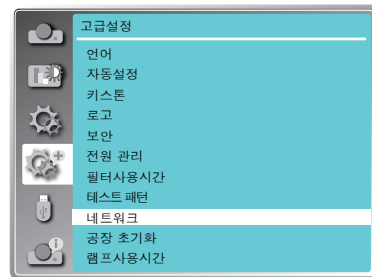 고급설정
언어
자동설정
키스톤
로고
보안
전원 관리
필터사용시간
테스트 패턴
네트워크
공장 초기화
램프사용시간